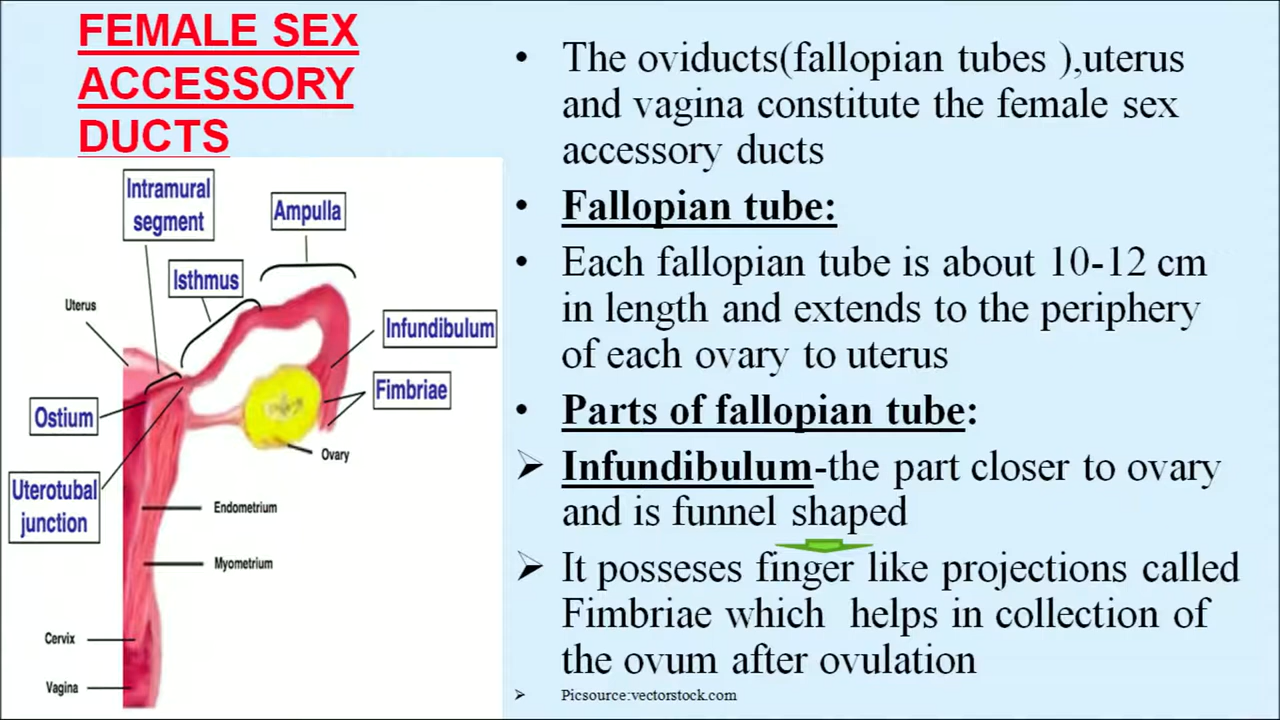 FEMALE SEX
ACCESSORY
DUCTS
Intramural
segment
Ampulla
Isthmus
Uterus
Infundibulum
Fimbriae
Ostium
Ovary
Uterotubal
junction
Endometrium
Myometrium
Cervix
Vagina
• The oviducts(fallopian tubes ),uterus
and vagina constitute the female sex
accessory ducts
• Fallopian tube:
• Each fallopian tube is about 10-12 cm
in length and extends to the periphery
of each ovary to uterus
• Parts of fallopian tube:
➢ Infundibulum-the part closer to ovary
and is funnel shaped
➢ It posseses finger like projections called
Fimbriae which helps in collection of
the ovum after ovulation
➢ Picsource:vectorstock.com